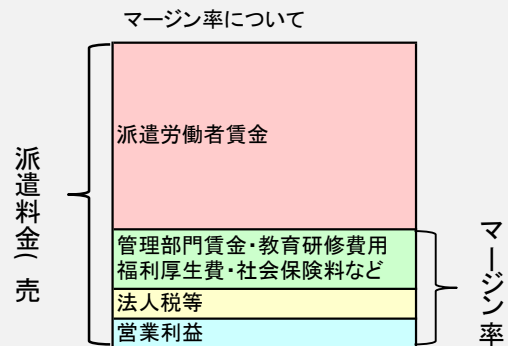 マージン率について
派遣料金(売
派遣労働者賃金
管理部門賃金・教育研修費用
福利厚生費・社会保険料など
法人税等
営業利益
マージン率